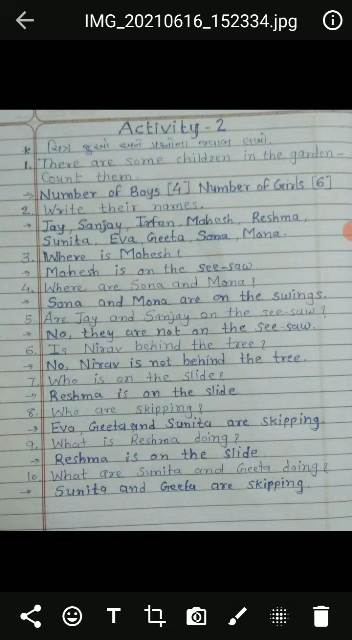 IMG_20210616_152334.jpg
Activity - 2
* ચિત્ર જુઓ અને પ્રશ્નોના જવાબ લખો.
1. There are some children in the garden -
Count them.
→ Number of Boys [4] Number of Girls [6]
2. Write their names.
→ Jay, Sanjay, Irfan, Mahesh, Reshma,
Sunita, Eva, Geeta, Sona, Mona.
3. Where is Mohesh?
→ Mohesh is on the see-saw
4. Where are Sona and Mona?
→ Sona and Mona are on the swings.
5 Are Jay and Sanjay on the see-saw?
→ No, they are not on the see-saw.
6. Is Nirav behind the tree?
→ No, Nirav is not behind the tree.
7. Who is on the slide?
→ Reshma is on the slide
8. Who are skipping?
→ Eva, Geeta and Sunita are skipping.
9. What is Reshma doing?
→ Reshma is on the slide
10. What are Sunita and Geeta doing?
→ Sunita and Geeta are skipping.
T